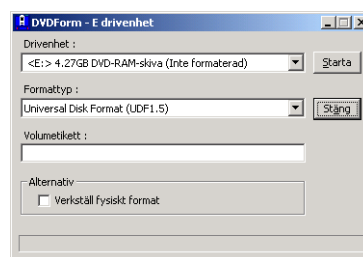 DVDForm - E drivenhet
Drivenhet :
<E:> 4.27GB DVD-RAM-skiva (Inte formaterad)
Starta
Formattyp :
Universal Disk Format (UDF1.5)
Stäng
Volumetikett :
Alternativ
Verkställ fysiskt format